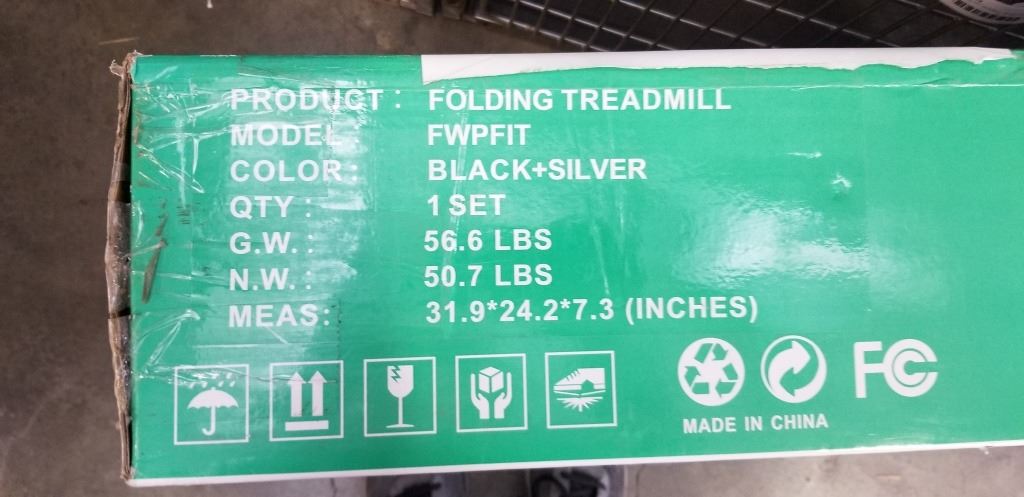 PRODUCT : FOLDING TREADMILL
MODEL : FWPFIT
COLOR : BLACK+SILVER
QTY : 1 SET
G.W. : 56.6 LBS
N.W. : 50.7 LBS
MEAS: 31.9*24.2*7.3 (INCHES)
FC
MADE IN CHINA